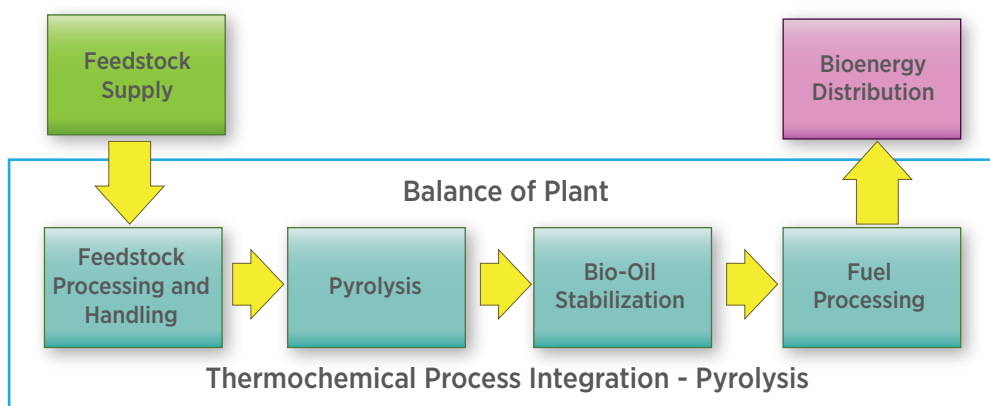 Feedstock
Supply
Bioenergy
Distribution
Balance of Plant
Feedstock
Processing and
Handling
Pyrolysis
Bio-Oil
Stabilization
Fuel
Processing
Thermochemical Process Integration - Pyrolysis